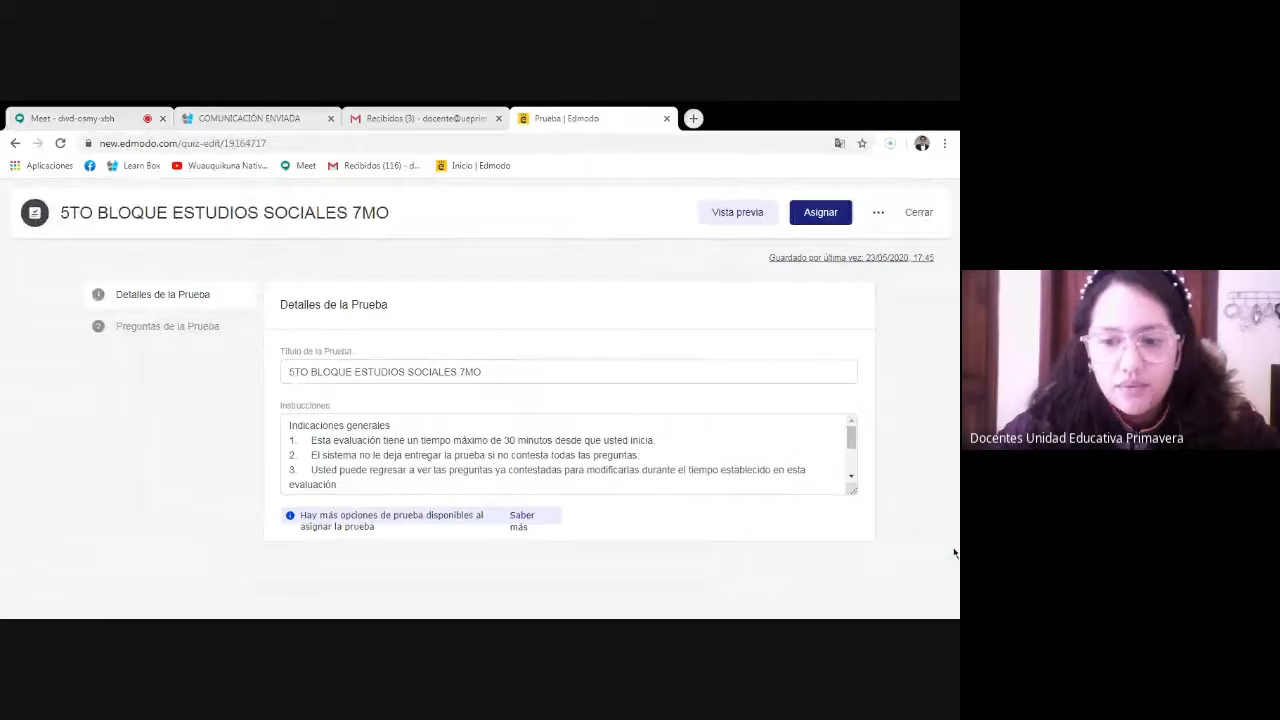 Meet - dwd-osmy-xbh
COMUNICACIÓN ENVIADA
Recibidos (3) - docente@ueprim
Prueba | Edmodo
new.edmodo.com/quiz-edit/19164717
Aplicaciones
Learn Box
Wuauquikuna Nativ...
Meet
Recibidos (116) - d...
Inicio | Edmodo
5TO BLOQUE ESTUDIOS SOCIALES 7MO
Vista previa
Asignar
Cerrar
Guardado por última vez: 23/05/2020, 17:45
1 Detalles de la Prueba
2 Preguntas de la Prueba
Detalles de la Prueba
Título de la Prueba
5TO BLOQUE ESTUDIOS SOCIALES 7MO
Instrucciones
Indicaciones generales
1. Esta evaluación tiene un tiempo máximo de 30 minutos desde que usted inicia.
2. El sistema no le deja entregar la prueba si no contesta todas las preguntas.
3. Usted puede regresar a ver las preguntas ya contestadas para modificarlas durante el tiempo establecido en esta
evaluación
Hay más opciones de prueba disponibles al
asignar la prueba
Saber
más
Docentes Unidad Educativa Primavera